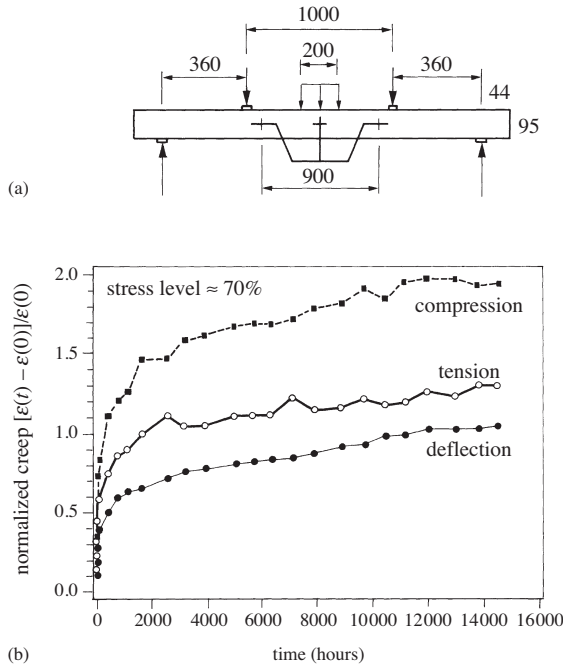 1000
200
360 360
44
95
900
(a)
2.0
stress level ≈ 70%
compression
1.5
tension
1.0
deflection
0.5
0.0
normalized creep [ε(t) − ε(0)]/ε(0)
0 2000 4000 6000 8000 10000 12000 14000 16000
(b) time (hours)